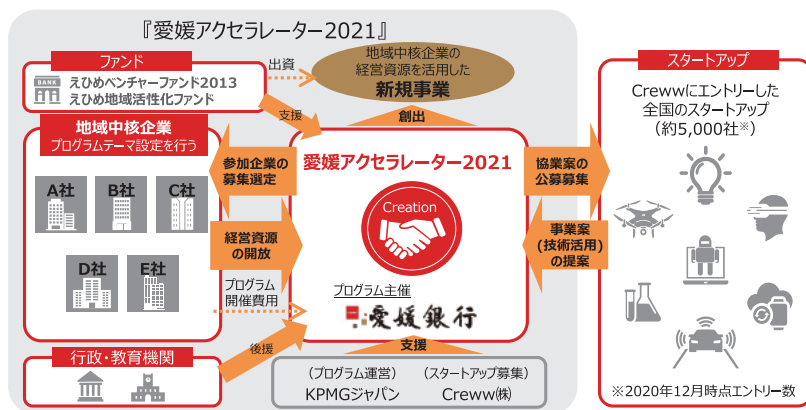 『愛媛アクセラレーター2021』
ファンド
BANK
えひめベンチャーファンド2013
えひめ地域活性化ファンド
出資
支援
地域中核企業の
経営資源を活用した
新規事業
創出
地域中核企業
プログラムテーマ設定を行う
A社
B社
C社
D社
E社
参加企業の
募集選定
経営資源
の開放
プログラム
開催費用
愛媛アクセラレーター2021
Creation
プログラム主催
愛媛銀行
協業案の
公募募集
事業案
(技術活用)
の提案
スタートアップ
Crewwにエントリーした
全国のスタートアップ
(約5,000社※)
※2020年12月時点エントリー数
行政・教育機関
後援
支援
(プログラム運営)
KPMGジャパン
(スタートアップ募集)
Creww㈱